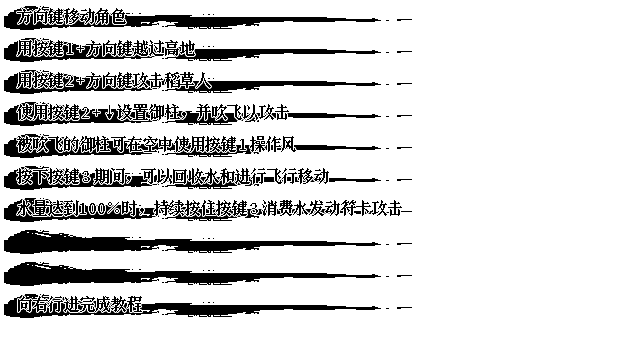 方向键移动角色
用按键1+方向键越过高地
用按键2+方向键攻击稻草人
使用按键2+↓设置御柱，并吹飞以攻击
被吹飞的御柱可在空中使用按键1操作风
按下按键3期间，可以回收水和进行飞行移动
水量达到100%时，持续按住按键3消费水发动符卡攻击
向右行进完成教程